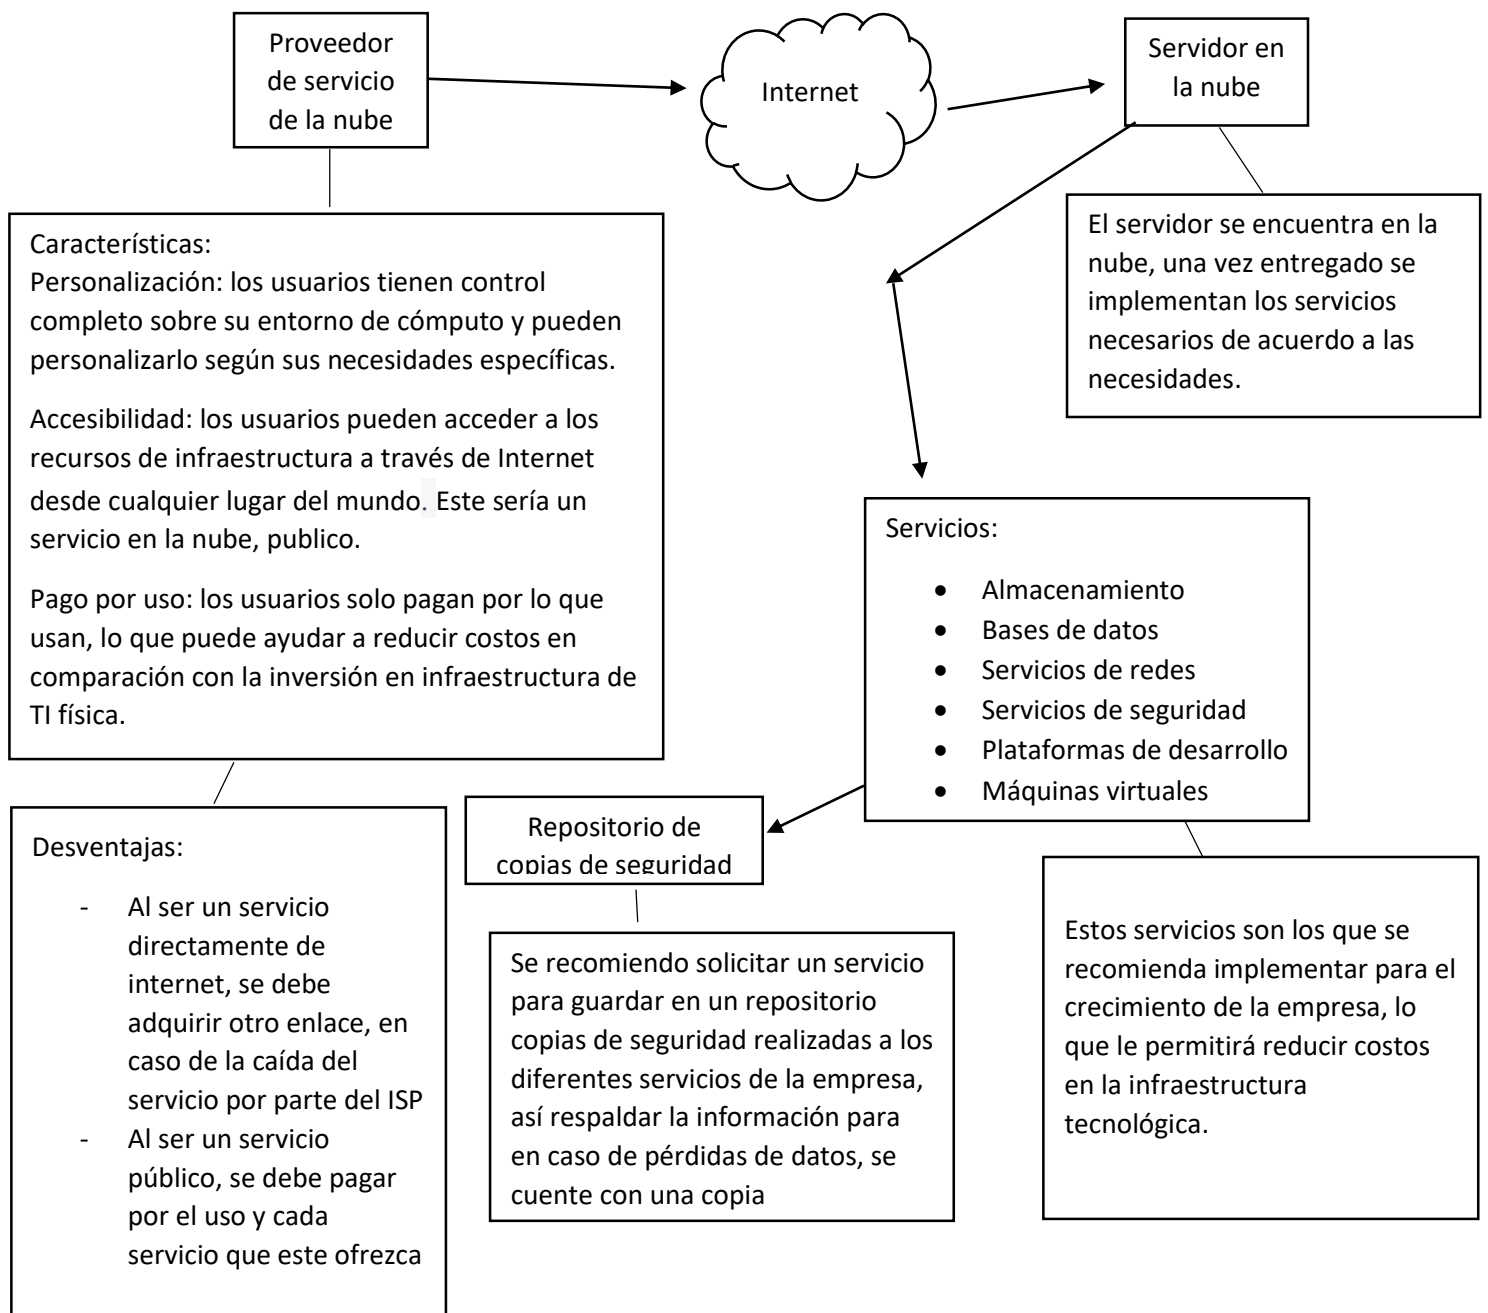 Proveedor
de servicio
de la nube
Internet
Servidor en
la nube
Características:
Personalización: los usuarios tienen control
completo sobre su entorno de cómputo y pueden
personalizarlo según sus necesidades específicas.
Accesibilidad: los usuarios pueden acceder a los
recursos de infraestructura a través de Internet
desde cualquier lugar del mundo. Este sería un
servicio en la nube, publico.
Pago por uso: los usuarios solo pagan por lo que
usan, lo que puede ayudar a reducir costos en
comparación con la inversión en infraestructura de
TI física.
El servidor se encuentra en la
nube, una vez entregado se
implementan los servicios
necesarios de acuerdo a las
necesidades.
Servicios:
• Almacenamiento
• Bases de datos
• Servicios de redes
• Servicios de seguridad
• Plataformas de desarrollo
• Máquinas virtuales
Desventajas:
- Al ser un servicio
directamente de
internet, se debe
adquirir otro enlace, en
caso de la caída del
servicio por parte del ISP
- Al ser un servicio
público, se debe pagar
por el uso y cada
servicio que este ofrezca
Repositorio de
copias de seguridad
Se recomiendo solicitar un servicio
para guardar en un repositorio
copias de seguridad realizadas a los
diferentes servicios de la empresa,
así respaldar la información para
en caso de pérdidas de datos, se
cuente con una copia
Estos servicios son los que se
recomienda implementar para el
crecimiento de la empresa, lo
que le permitirá reducir costos
en la infraestructura
tecnológica.